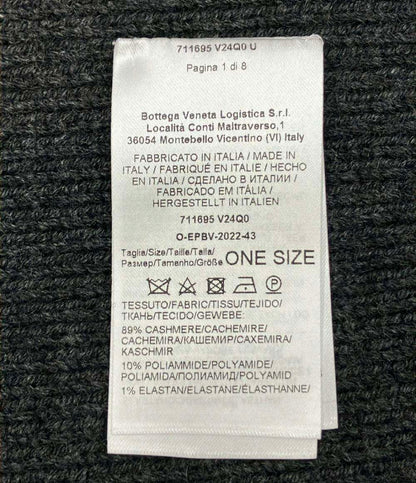 711695 V24Q0 U
Pagina 1 di 8
Bottega Veneta Logistica S.r.l.
Località Conti Maltraverso,1
36054 Montebello Vicentino (VI) Italy
FABBRICATO IN ITALIA / MADE IN
ITALY / FABRIQUÉ EN ITALIE / HECHO
EN ITALIA / СДЕЛАНО В ИТАЛИИ /
FABRICADO EM ITÁLIA /
HERGESTELLT IN ITALIEN
711695 V24Q0
O-EPBV-2022-43
Taglia/Size/Taille/Talla/
Размер/Tamanho/Größe ONE SIZE
TESSUTO/FABRIC/TISSU/TEJIDO/
ТКАНЬ/TECIDO/GEWEBE:
89% CASHMERE/CACHEMIRE/
CACHEMIRA/КАШЕМИР/CAXEMIRA/
KASCHMIR
10% POLIAMMIDE/POLYAMIDE/
POLIAMIDA/ПОЛИАМИД/POLYAMID
1% ELASTAN/ELASTANE/ÉLASTHANNE/